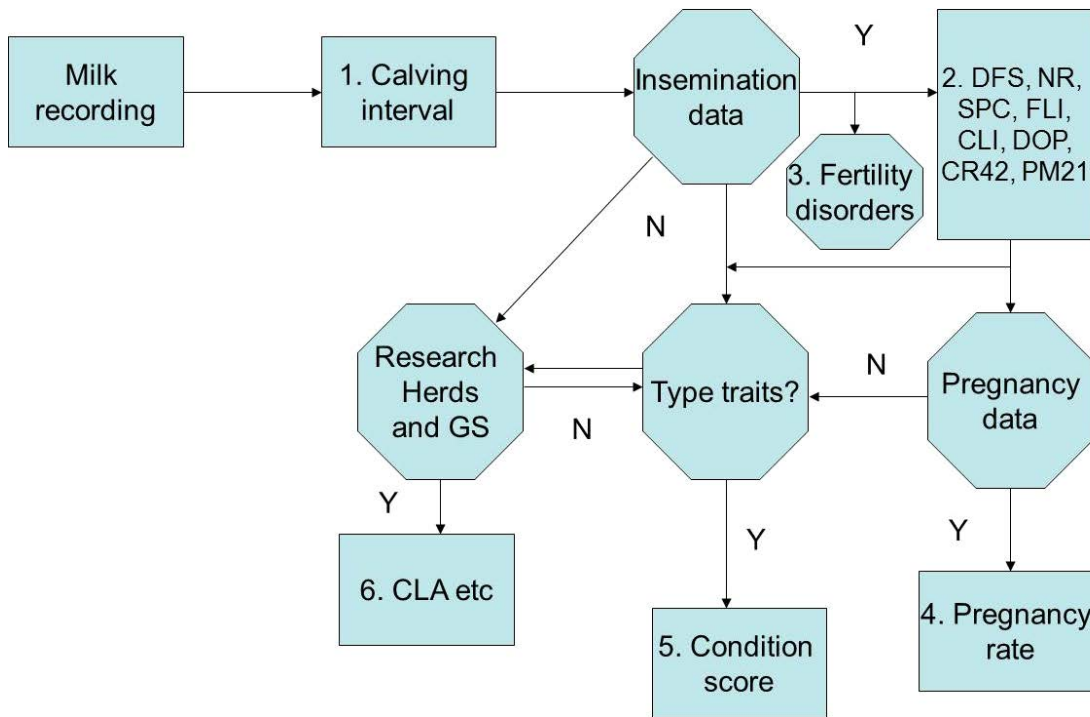 Milk
recording
1. Calving
interval
Insemination
data
Y
2. DFS, NR,
SPC, FLI,
CLI, DOP,
CR42, PM21
3. Fertility
disorders
N
Research
Herds
and GS
N
Type traits?
N
Pregnancy
data
Y
6. CLA etc
Y
5. Condition
score
Y
4. Pregnancy
rate